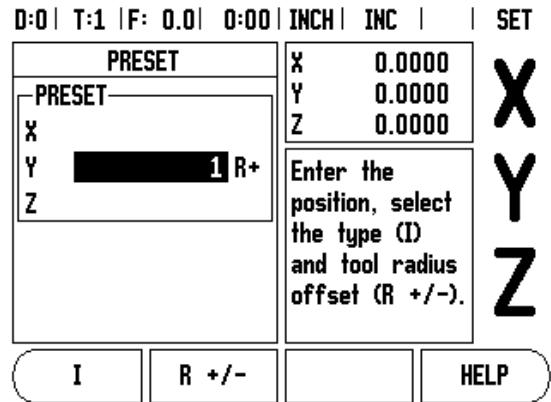 D:0 | T:1 | F: 0.0 | 0:00 | INCH | INC | | SET
PRESET
PRESET
X
Y 1 R+
Z
X 0.0000
Y 0.0000
Z 0.0000
Enter the
position, select
the type (I)
and tool radius
offset (R +/-).
X
Y
Z
I
R +/-
HELP